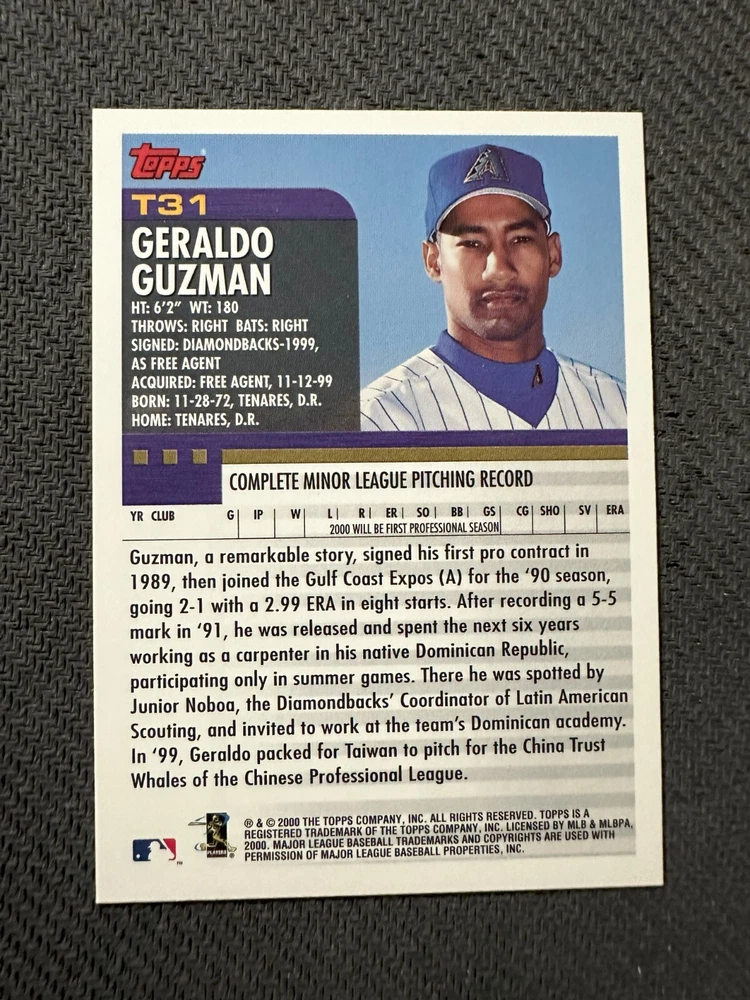 Topps®
T31
GERALDO
GUZMAN
HT: 6'2" WT: 180
THROWS: RIGHT BATS: RIGHT
SIGNED: DIAMONDBACKS-1999,
AS FREE AGENT
ACQUIRED: FREE AGENT, 11-12-99
BORN: 11-28-72, TENARES, D.R.
HOME: TENARES, D.R.
COMPLETE MINOR LEAGUE PITCHING RECORD
YR CLUB G IP W L R ER SO BB GS CG SHO SV ERA
2000 WILL BE FIRST PROFESSIONAL SEASON
Guzman, a remarkable story, signed his first pro contract in
1989, then joined the Gulf Coast Expos (A) for the '90 season,
going 2-1 with a 2.99 ERA in eight starts. After recording a 5-5
mark in '91, he was released and spent the next six years
working as a carpenter in his native Dominican Republic,
participating only in summer games. There he was spotted by
Junior Noboa, the Diamondbacks' Coordinator of Latin American
Scouting, and invited to work at the team's Dominican academy.
In '99, Geraldo packed for Taiwan to pitch for the China Trust
Whales of the Chinese Professional League.
® & © 2000 THE TOPPS COMPANY, INC. ALL RIGHTS RESERVED. TOPPS IS A
REGISTERED TRADEMARK OF THE TOPPS COMPANY, INC. LICENSED BY MLB & MLBPA,
2000. MAJOR LEAGUE BASEBALL TRADEMARKS AND COPYRIGHTS ARE USED WITH
PERMISSION OF MAJOR LEAGUE BASEBALL PROPERTIES, INC.
PLAYERS
TM